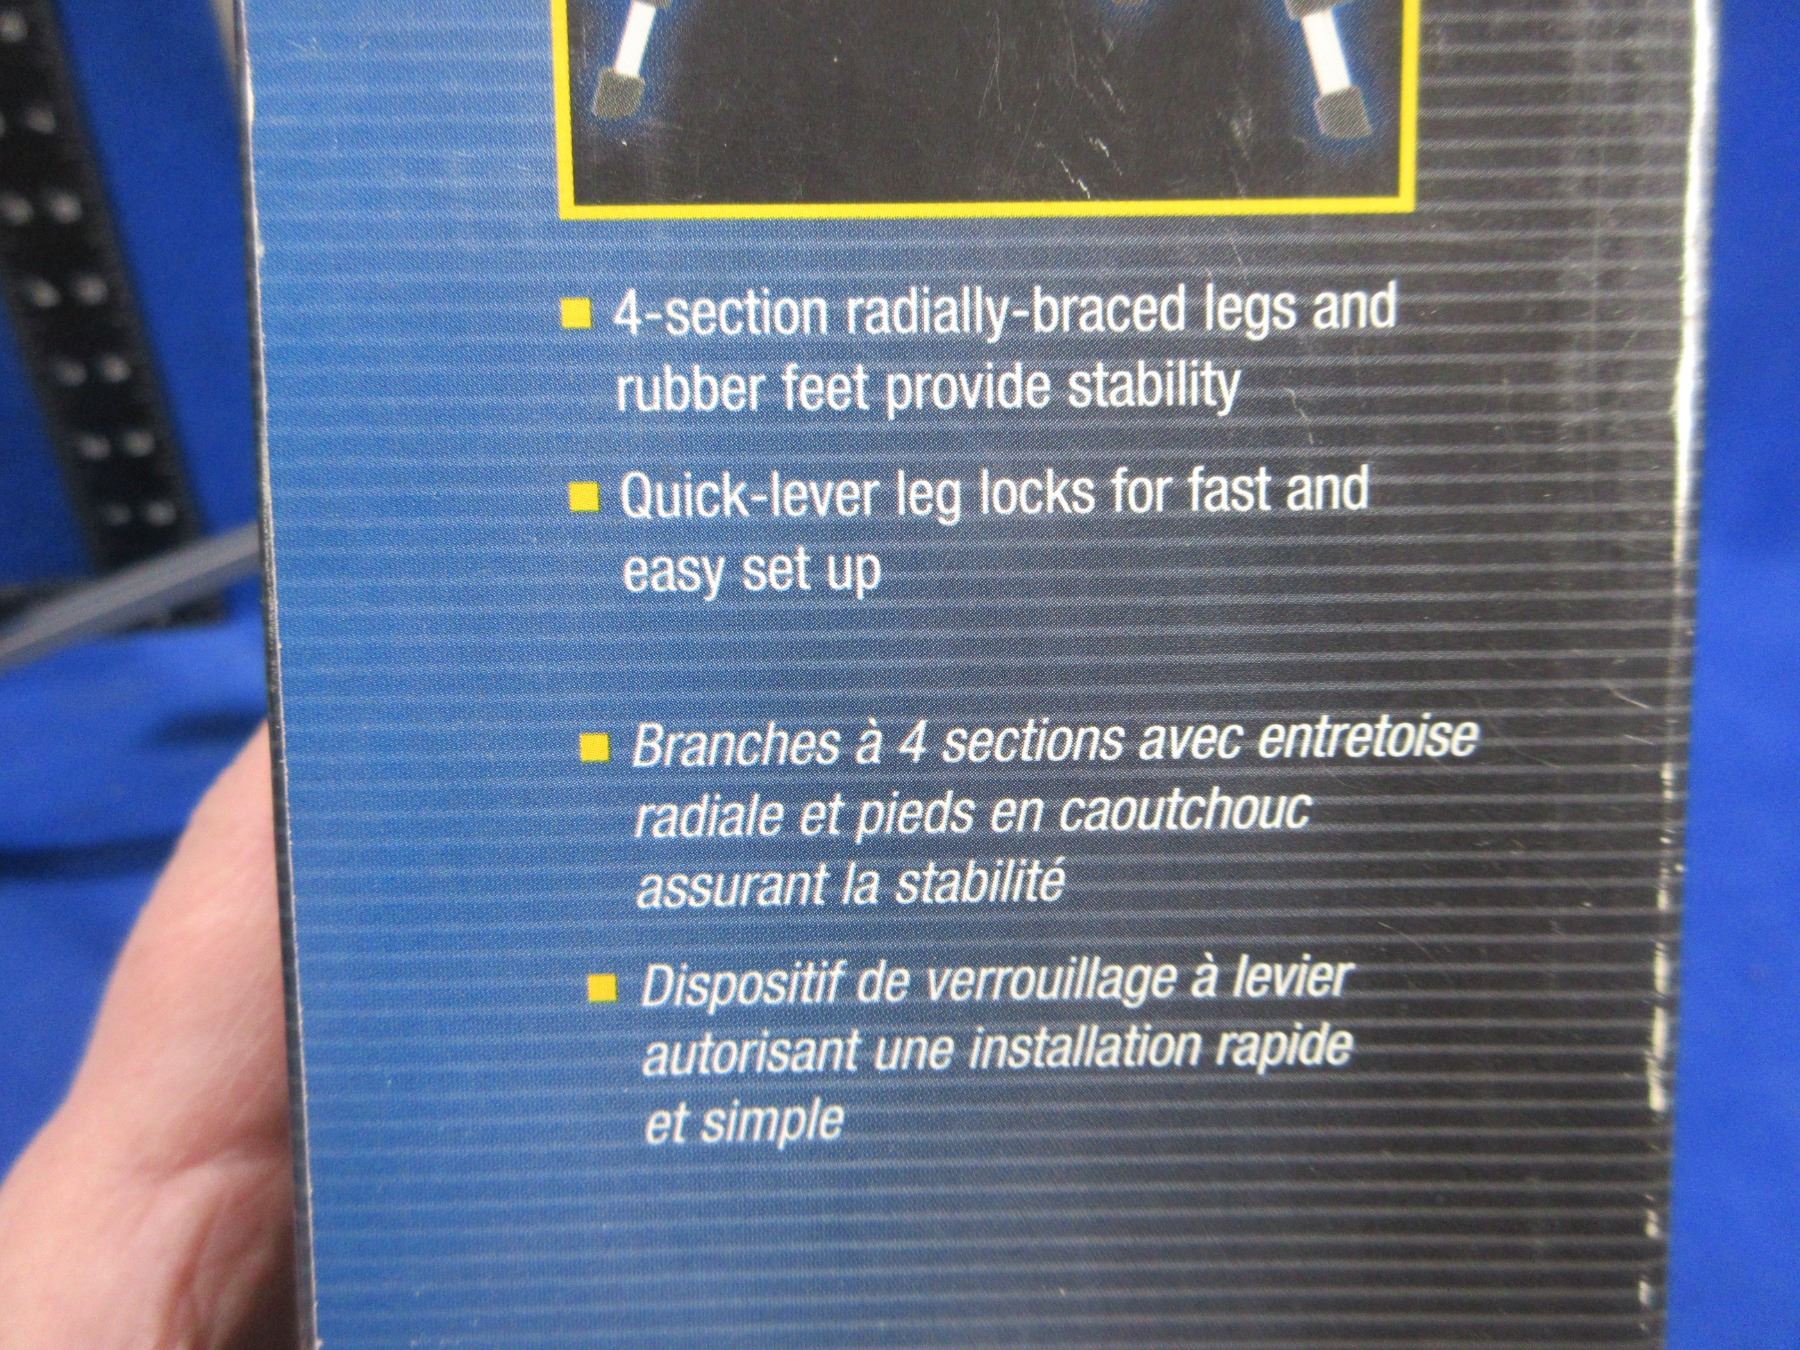 4-section radially-braced legs and
rubber feet provide stability
Quick-lever leg locks for fast and
easy set up
Branches à 4 sections avec entretoise
radiale et pieds en caoutchouc
assurant la stabilité
Dispositif de verrouillage à levier
autorisant une installation rapide
et simple